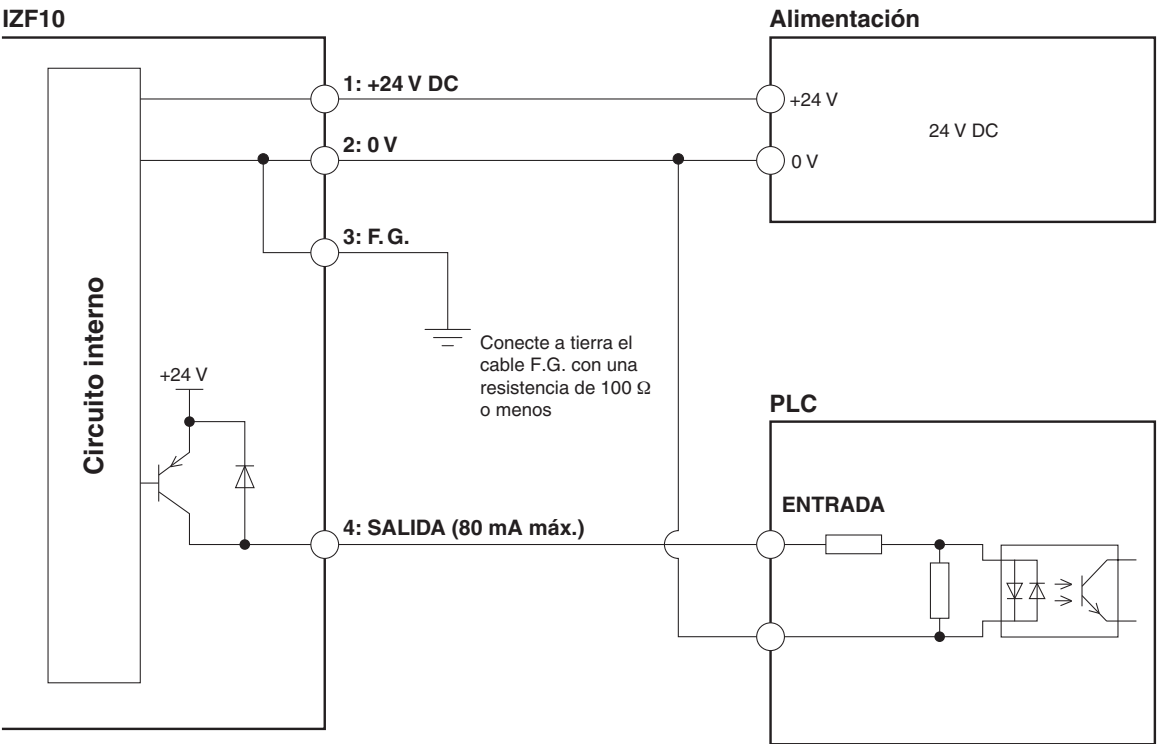 IZF10
Alimentación
1: +24 V DC
+24 V
24 V DC
2: 0 V
0 V
3: F. G.
Conecte a tierra el
cable F.G. con una
resistencia de 100 Ω
o menos
Circuito interno
+24 V
PLC
ENTRADA
4: SALIDA (80 mA máx.)